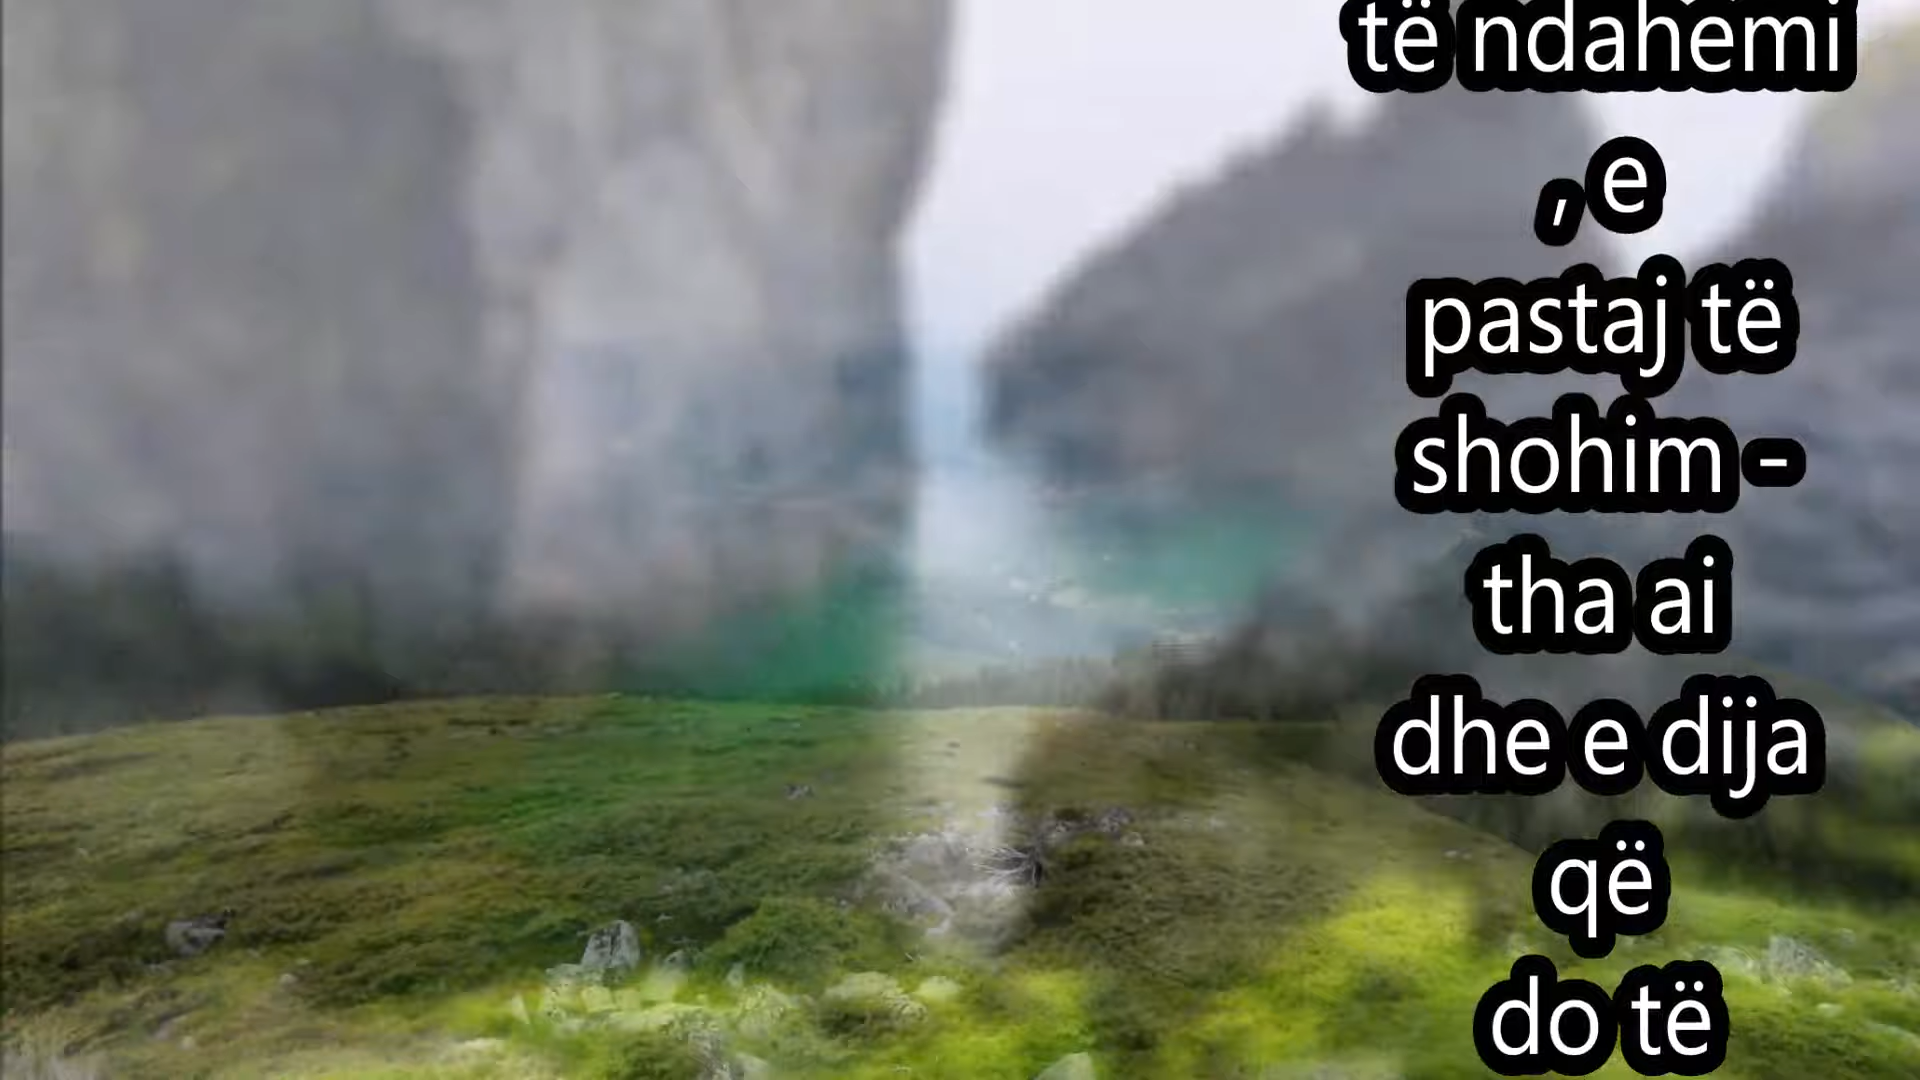 të ndahemi
, e
pastaj të
shohim -
tha ai
dhe e dija
që
do të